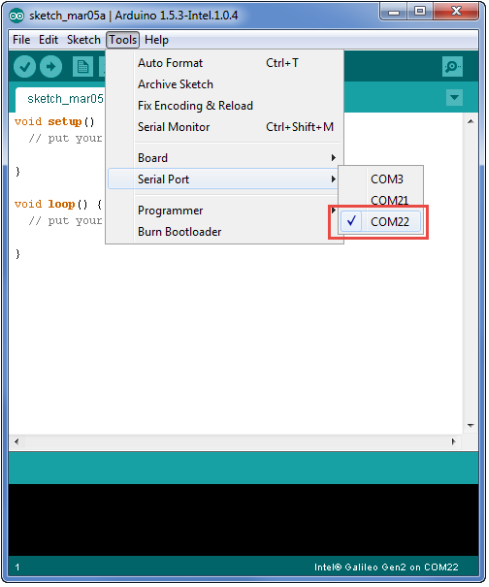 sketch_mar05a | Arduino 1.5.3-Intel.1.0.4
File Edit Sketch Tools Help
sketch_mar05
Auto Format Ctrl+T
Archive Sketch
Fix Encoding & Reload
Serial Monitor Ctrl+Shift+M
Board
Serial Port
Programmer
Burn Bootloader
COM3
COM21
COM22
void setup()
// put your
}
void loop() {
// put your
}
1 Intel® Galileo Gen2 on COM22